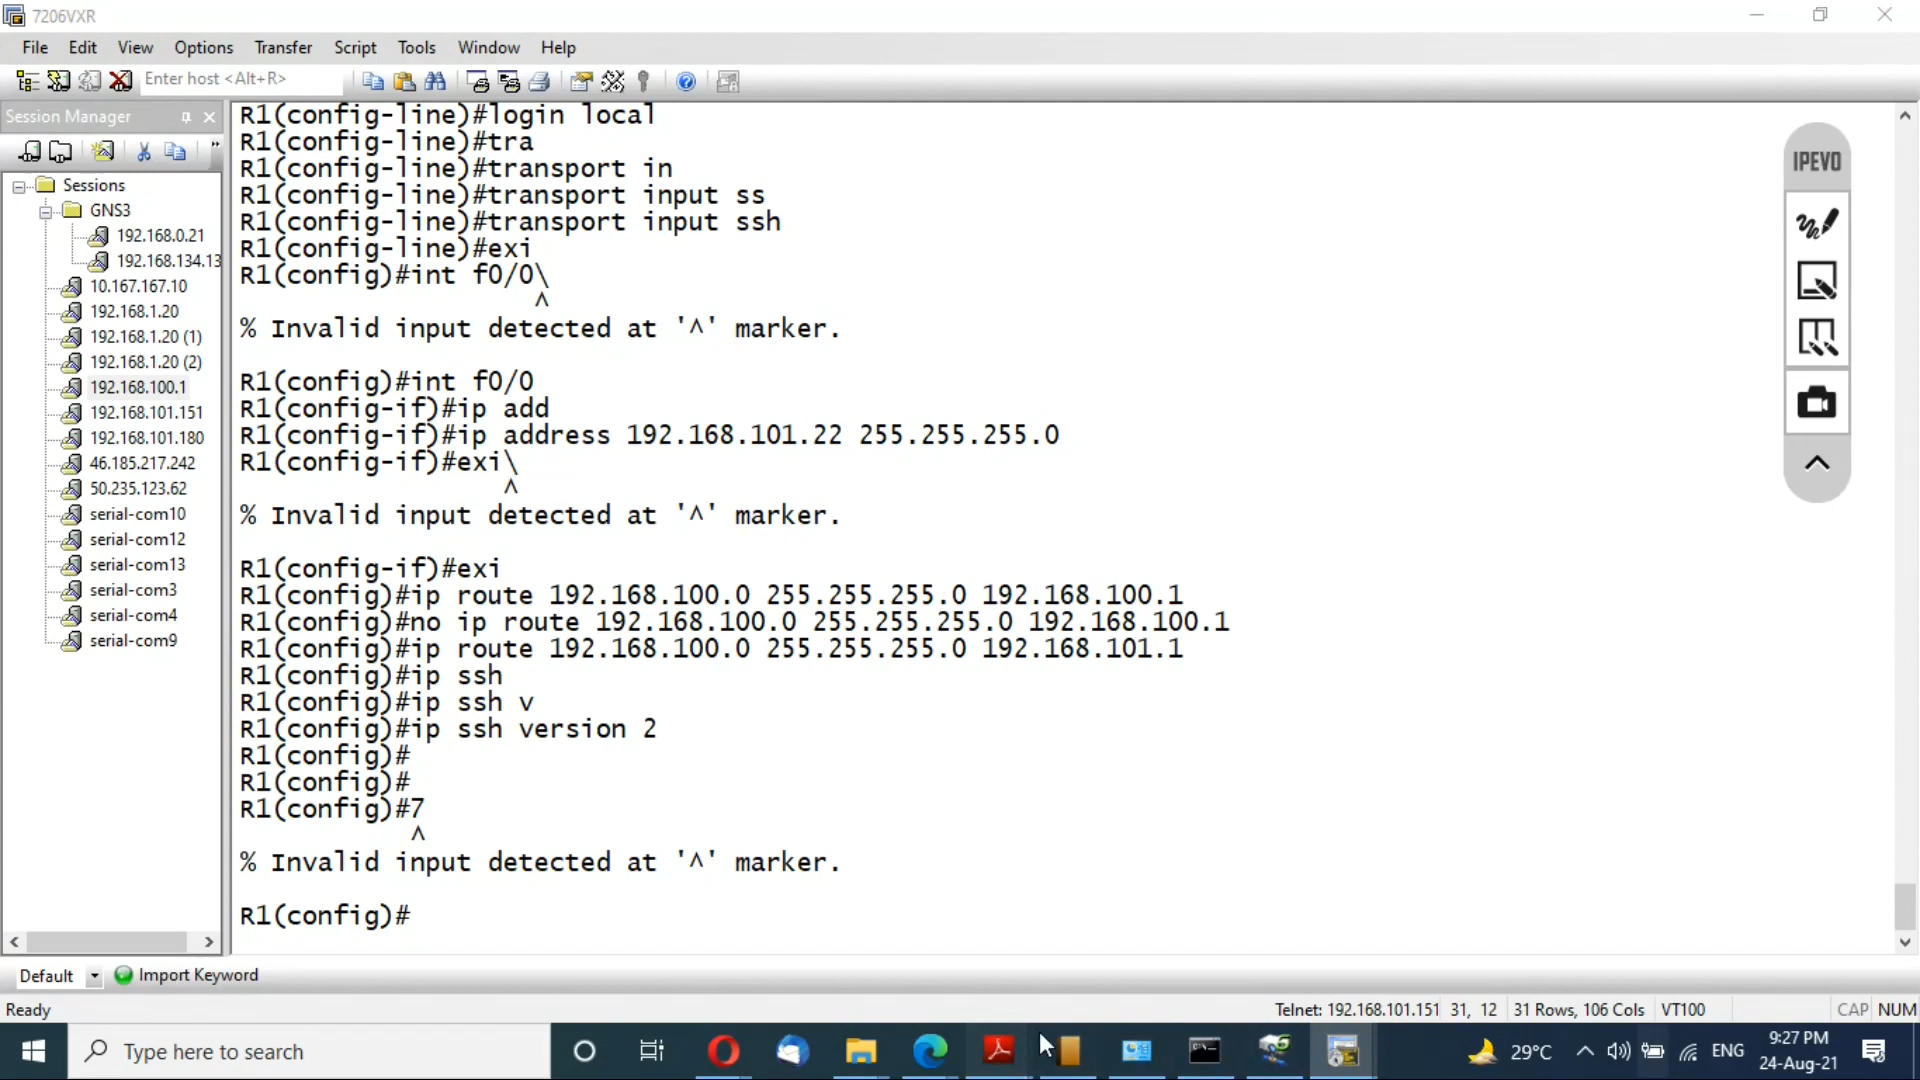 7206VXR
File Edit View Options Transfer Script Tools Window Help
Enter host <Alt+R>
Session Manager
Sessions
GNS3
192.168.0.21
192.168.134.13
10.167.167.10
192.168.1.20
192.168.1.20 (1)
192.168.1.20 (2)
192.168.100.1
192.168.101.151
192.168.101.180
46.185.217.242
50.235.123.62
serial-com10
serial-com12
serial-com13
serial-com3
serial-com4
serial-com9
R1(config-line)#login local
R1(config-line)#tra
R1(config-line)#transport in
R1(config-line)#transport input ss
R1(config-line)#transport input ssh
R1(config-line)#exi
R1(config)#int f0/0\
^
% Invalid input detected at '^' marker.
R1(config)#int f0/0
R1(config-if)#ip add
R1(config-if)#ip address 192.168.101.22 255.255.255.0
R1(config-if)#exi\
^
% Invalid input detected at '^' marker.
R1(config-if)#exi
R1(config)#ip route 192.168.100.0 255.255.255.0 192.168.100.1
R1(config)#no ip route 192.168.100.0 255.255.255.0 192.168.100.1
R1(config)#ip route 192.168.100.0 255.255.255.0 192.168.101.1
R1(config)#ip ssh
R1(config)#ip ssh v
R1(config)#ip ssh version 2
R1(config)#
R1(config)#
R1(config)#7
^
% Invalid input detected at '^' marker.
R1(config)#
IPEVO
Default Import Keyword
Ready Telnet: 192.168.101.151 31, 12 31 Rows, 106 Cols VT100 CAP NUM
Type here to search
29°C ENG
9:27 PM
24-Aug-21